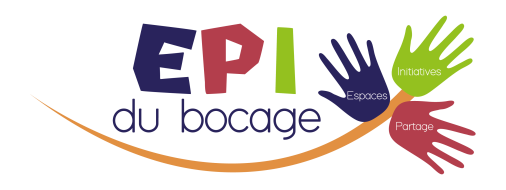 EPI
du bocage
Espaces
Initiatives
Partage